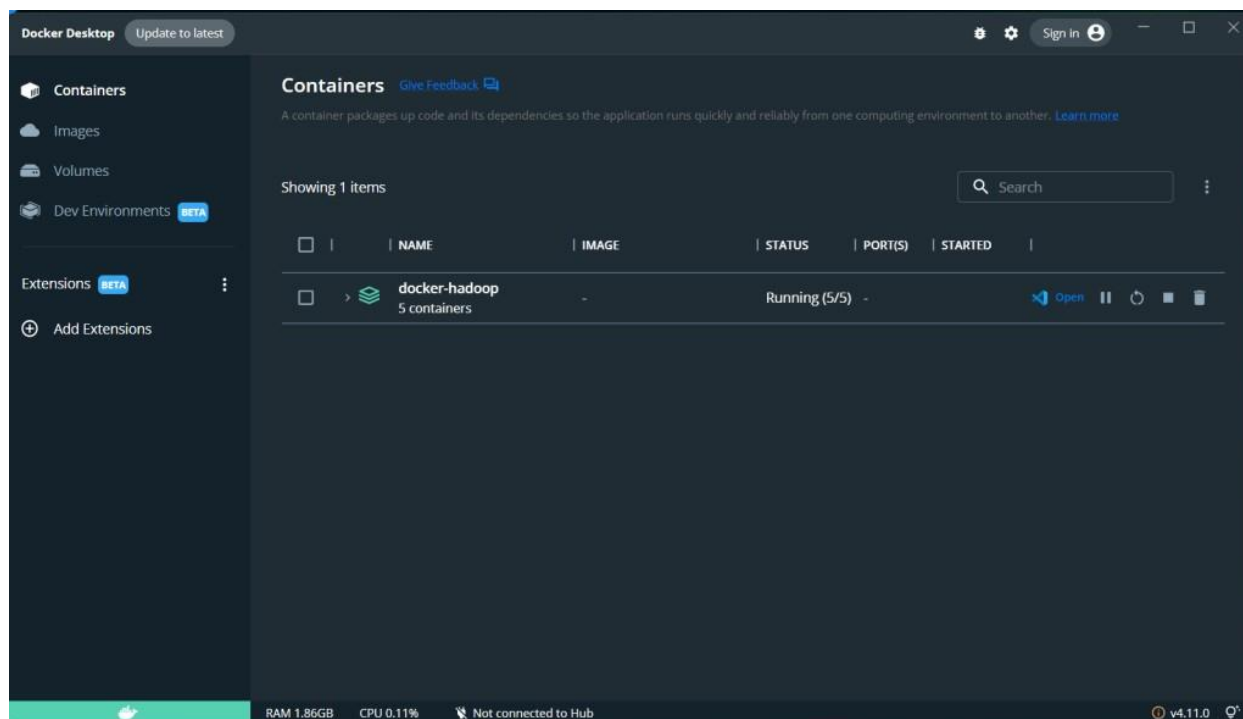 Docker Desktop Update to latest Sign in
Containers
Images
Volumes
Dev Environments BETA
Extensions BETA
Add Extensions
Containers Give Feedback
A container packages up code and its dependencies so the application runs quickly and reliably from one computing environment to another. Learn more
Showing 1 items
Search
NAME IMAGE STATUS PORT(S) STARTED
docker-hadoop - Running (5/5) - Open
5 containers
RAM 1.86GB CPU 0.11% Not connected to Hub v4.11.0